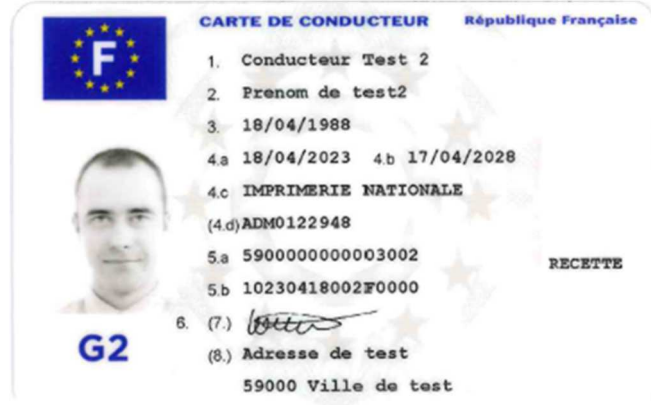 CARTE DE CONDUCTEUR République Française
F
1. Conducteur Test 2
2. Prenom de test2
3. 18/04/1988
4.a 18/04/2023 4.b 17/04/2028
4.c IMPRIMERIE NATIONALE
(4.d) ADM0122948
5.a 5900000000003002
RECETTE
5.b 10230418002F0000
6. (7.)
G2
(8.) Adresse de test
59000 Ville de test